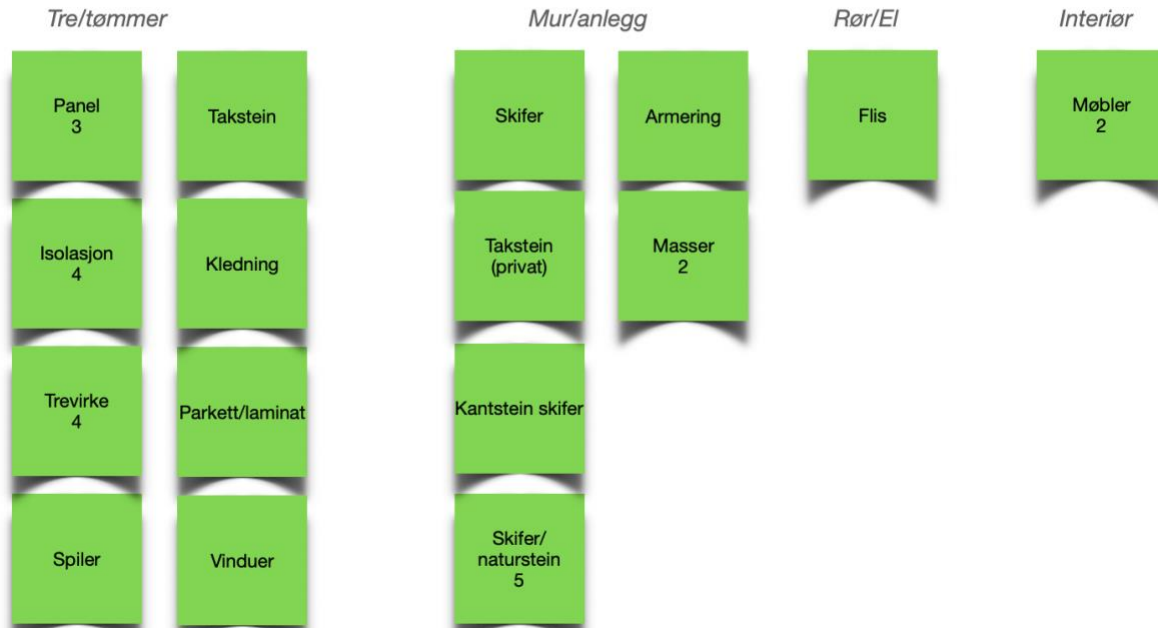 Tre/tømmer
Mur/anlegg
Rør/El
Interiør
Panel
3
Takstein
Skifer
Armering
Flis
Møbler
2
Isolasjon
4
Kledning
Takstein
(privat)
Masser
2
Trevirke
4
Parkett/laminat
Kantstein skifer
Spiler
Vinduer
Skifer/
naturstein
5